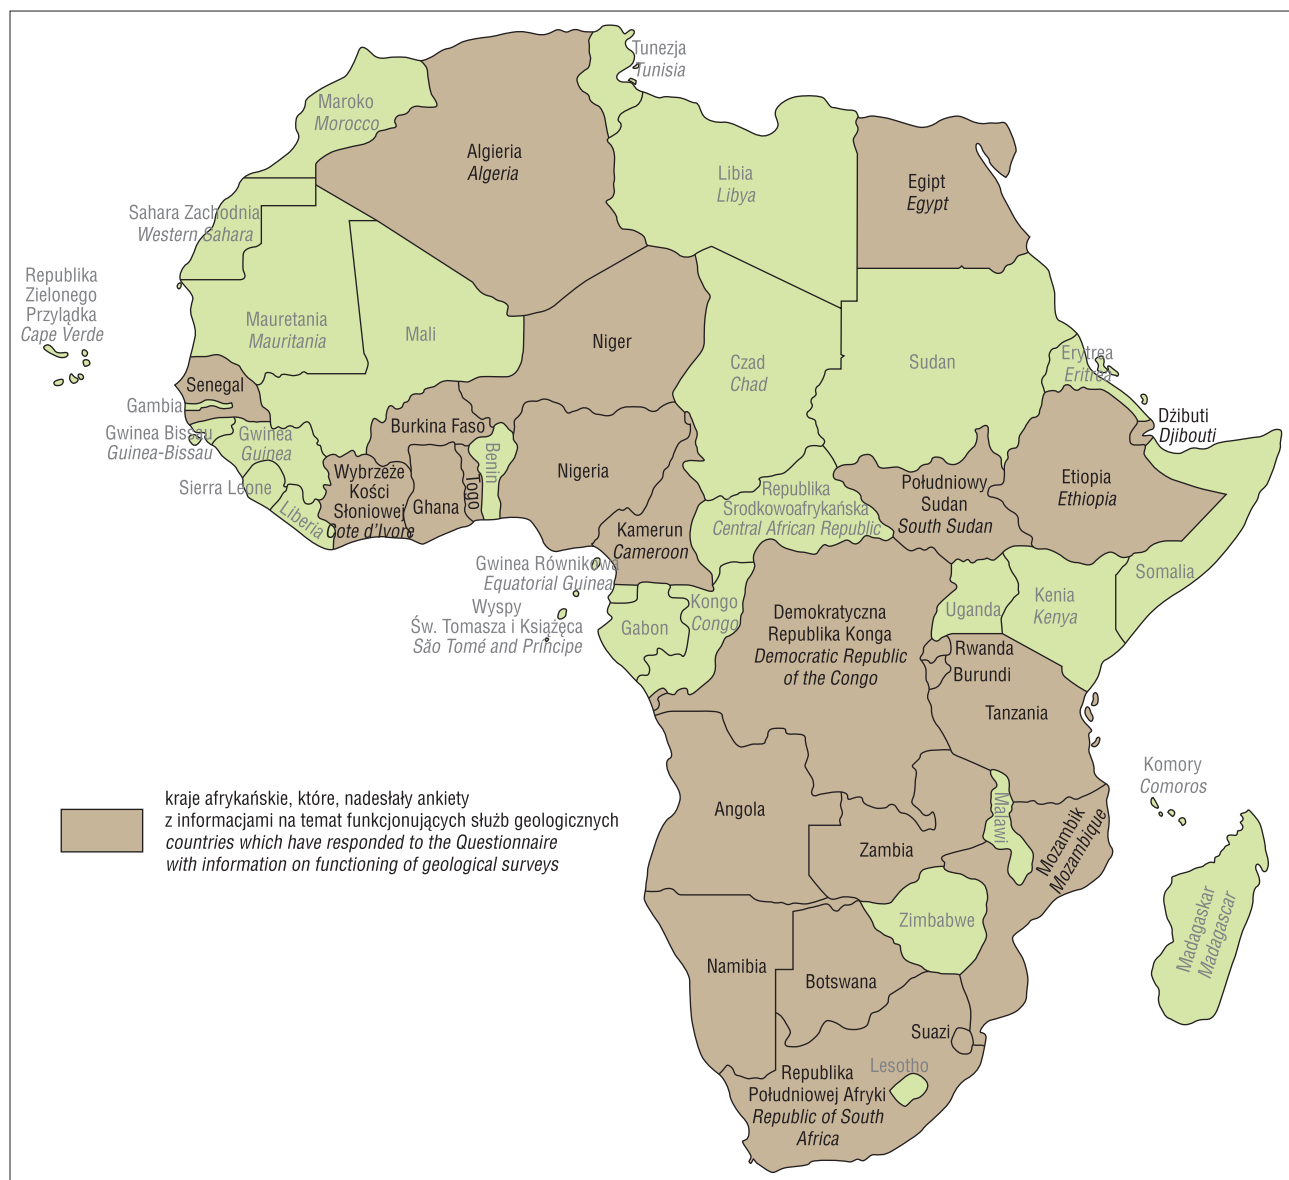 Tunezja
Tunisia
Maroko
Morocco
Algieria
Algeria
Libia
Libya
Egipt
Egypt
Sahara Zachodnia
Western Sahara
Republika
Zielonego
Przylądka
Cape Verde
Mauretania
Mauritania
Mali
Niger
Czad
Chad
Sudan
Erytrea
Eritrea
Senegal
Gambia
Gwinea Bissau
Guinea-Bissau
Gwinea
Guinea
Sierra Leone
Liberia
Burkina Faso
Wybrzeże
Kości
Słoniowej
Cote d'Ivore
Ghana
Togo
Benin
Nigeria
Kamerun
Cameroon
Republika
Środkowoafrykańska
Central African Republic
Południowy
Sudan
South Sudan
Etiopia
Ethiopia
Dżibuti
Djibouti
Somalia
Gwinea Równikowa
Equatorial Guinea
Wyspy
Św. Tomasza i Książęca
São Tomé and Príncipe
Gabon
Kongo
Congo
Demokratyczna
Republika Konga
Democratic Republic
of the Congo
Uganda
Kenia
Kenya
Rwanda
Burundi
Tanzania
Komory
Comoros
Angola
Zambia
Malawi
Mozambik
Mozambique
Zimbabwe
Madagaskar
Madagascar
Namibia
Botswana
Suazi
Lesotho
Republika
Południowej Afryki
Republic of South
Africa
kraje afrykańskie, które, nadesłały ankiety
z informacjami na temat funkcjonujących służb geologicznych
countries which have responded to the Questionnaire
with information on functioning of geological surveys